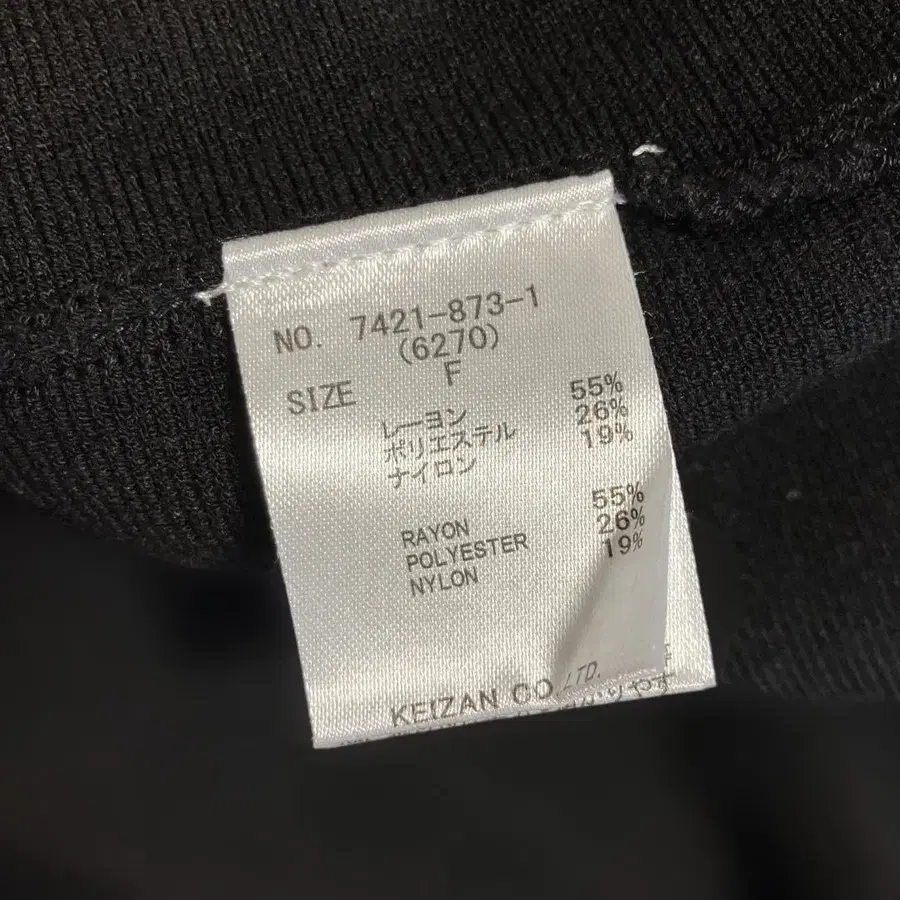 NO. 7421-873-1
(6270)
SIZE F
レーヨン 55%
ポリエステル 26%
ナイロン 19%
RAYON 55%
POLYESTER 26%
NYLON 19%
KEIZAN CO.,LTD.